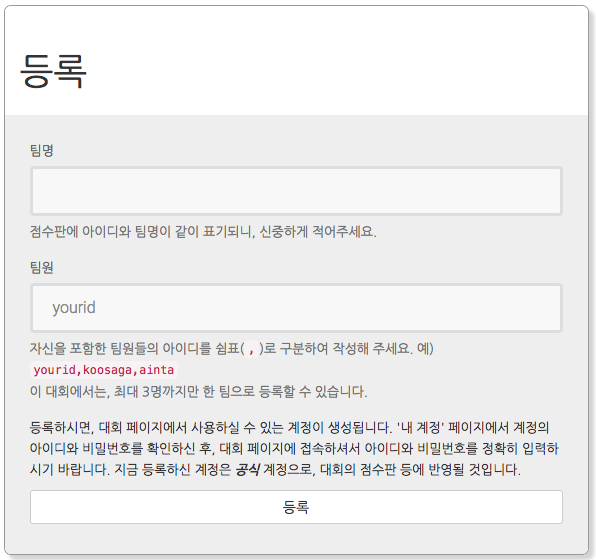 등록
팀명
점수판에 아이디와 팀명이 같이 표기되니, 신중하게 적어주세요.
팀원
yourid
자신을 포함한 팀원들의 아이디를 쉼표( , )로 구분하여 작성해 주세요. 예)
yourid,koosaga,ainta
이 대회에서는, 최대 3명까지만 한 팀으로 등록할 수 있습니다.
등록하시면, 대회 페이지에서 사용하실 수 있는 계정이 생성됩니다. '내 계정' 페이지에서 계정의
아이디와 비밀번호를 확인하신 후, 대회 페이지에 접속하셔서 아이디와 비밀번호를 정확히 입력하
시기 바랍니다. 지금 등록하신 계정은 공식 계정으로, 대회의 점수판 등에 반영될 것입니다.
등록